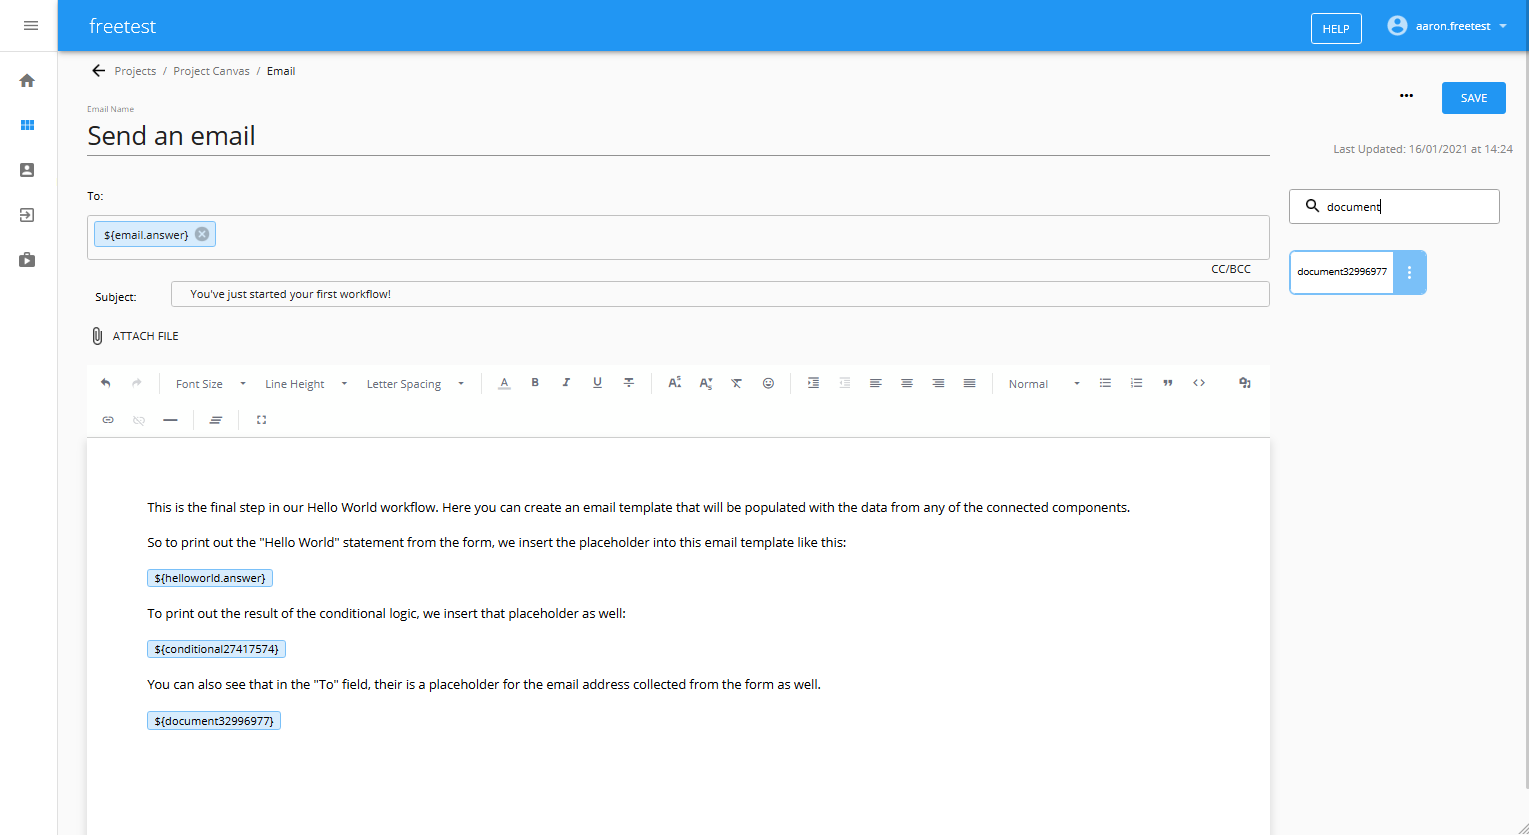 freetest
HELP
aaron.freetest
Projects / Project Canvas / Email
SAVE
Email Name
Send an email
Last Updated: 16/01/2021 at 14:24
To:
document
${email.answer}
CC/BCC
document32996977
Subject: You've just started your first workflow!
ATTACH FILE
Font Size Line Height Letter Spacing A B I U T Normal
This is the final step in our Hello World workflow. Here you can create an email template that will be populated with the data from any of the connected components.
So to print out the "Hello World" statement from the form, we insert the placeholder into this email template like this:
${helloworld.answer}
To print out the result of the conditional logic, we insert that placeholder as well:
${conditional27417574}
You can also see that in the "To" field, their is a placeholder for the email address collected from the form as well.
${document32996977}